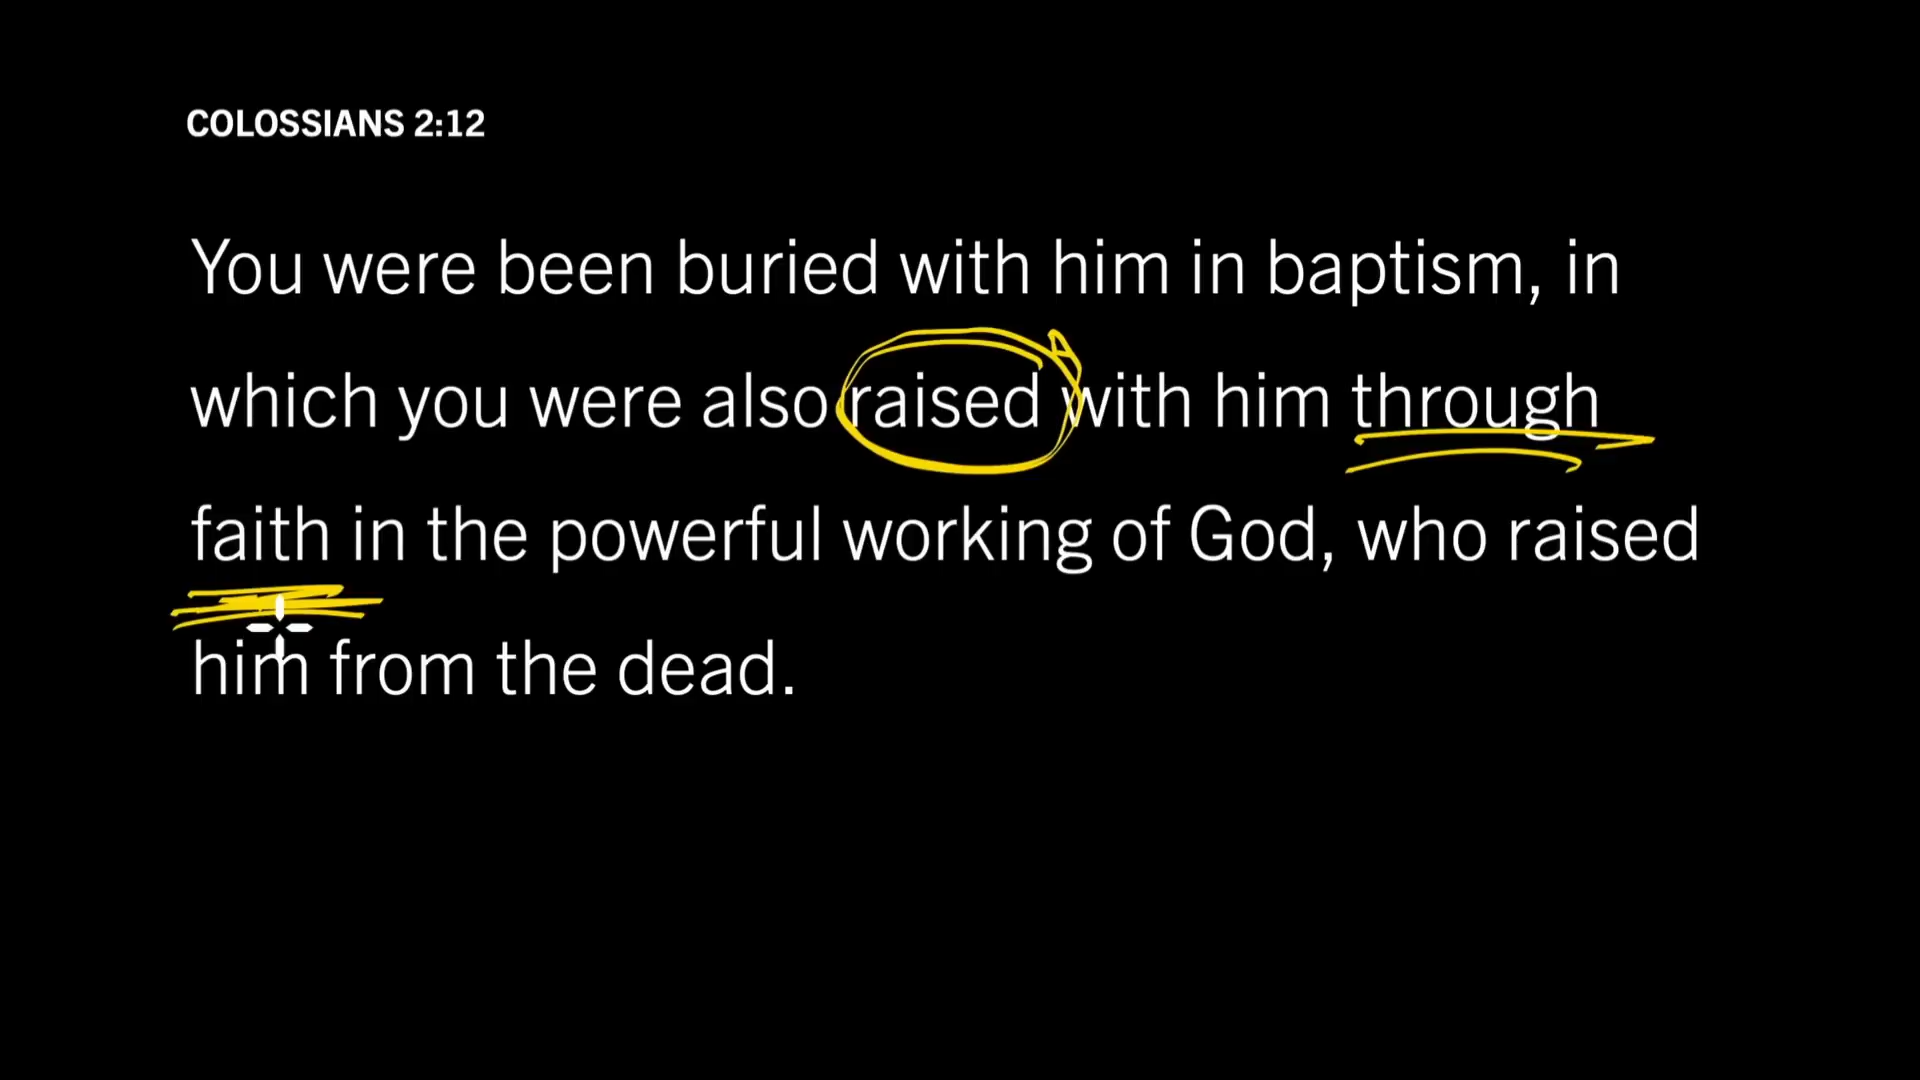 COLOSSIANS 2:12
You were been buried with him in baptism, in
which you were also raised with him through
faith in the powerful working of God, who raised
him from the dead.